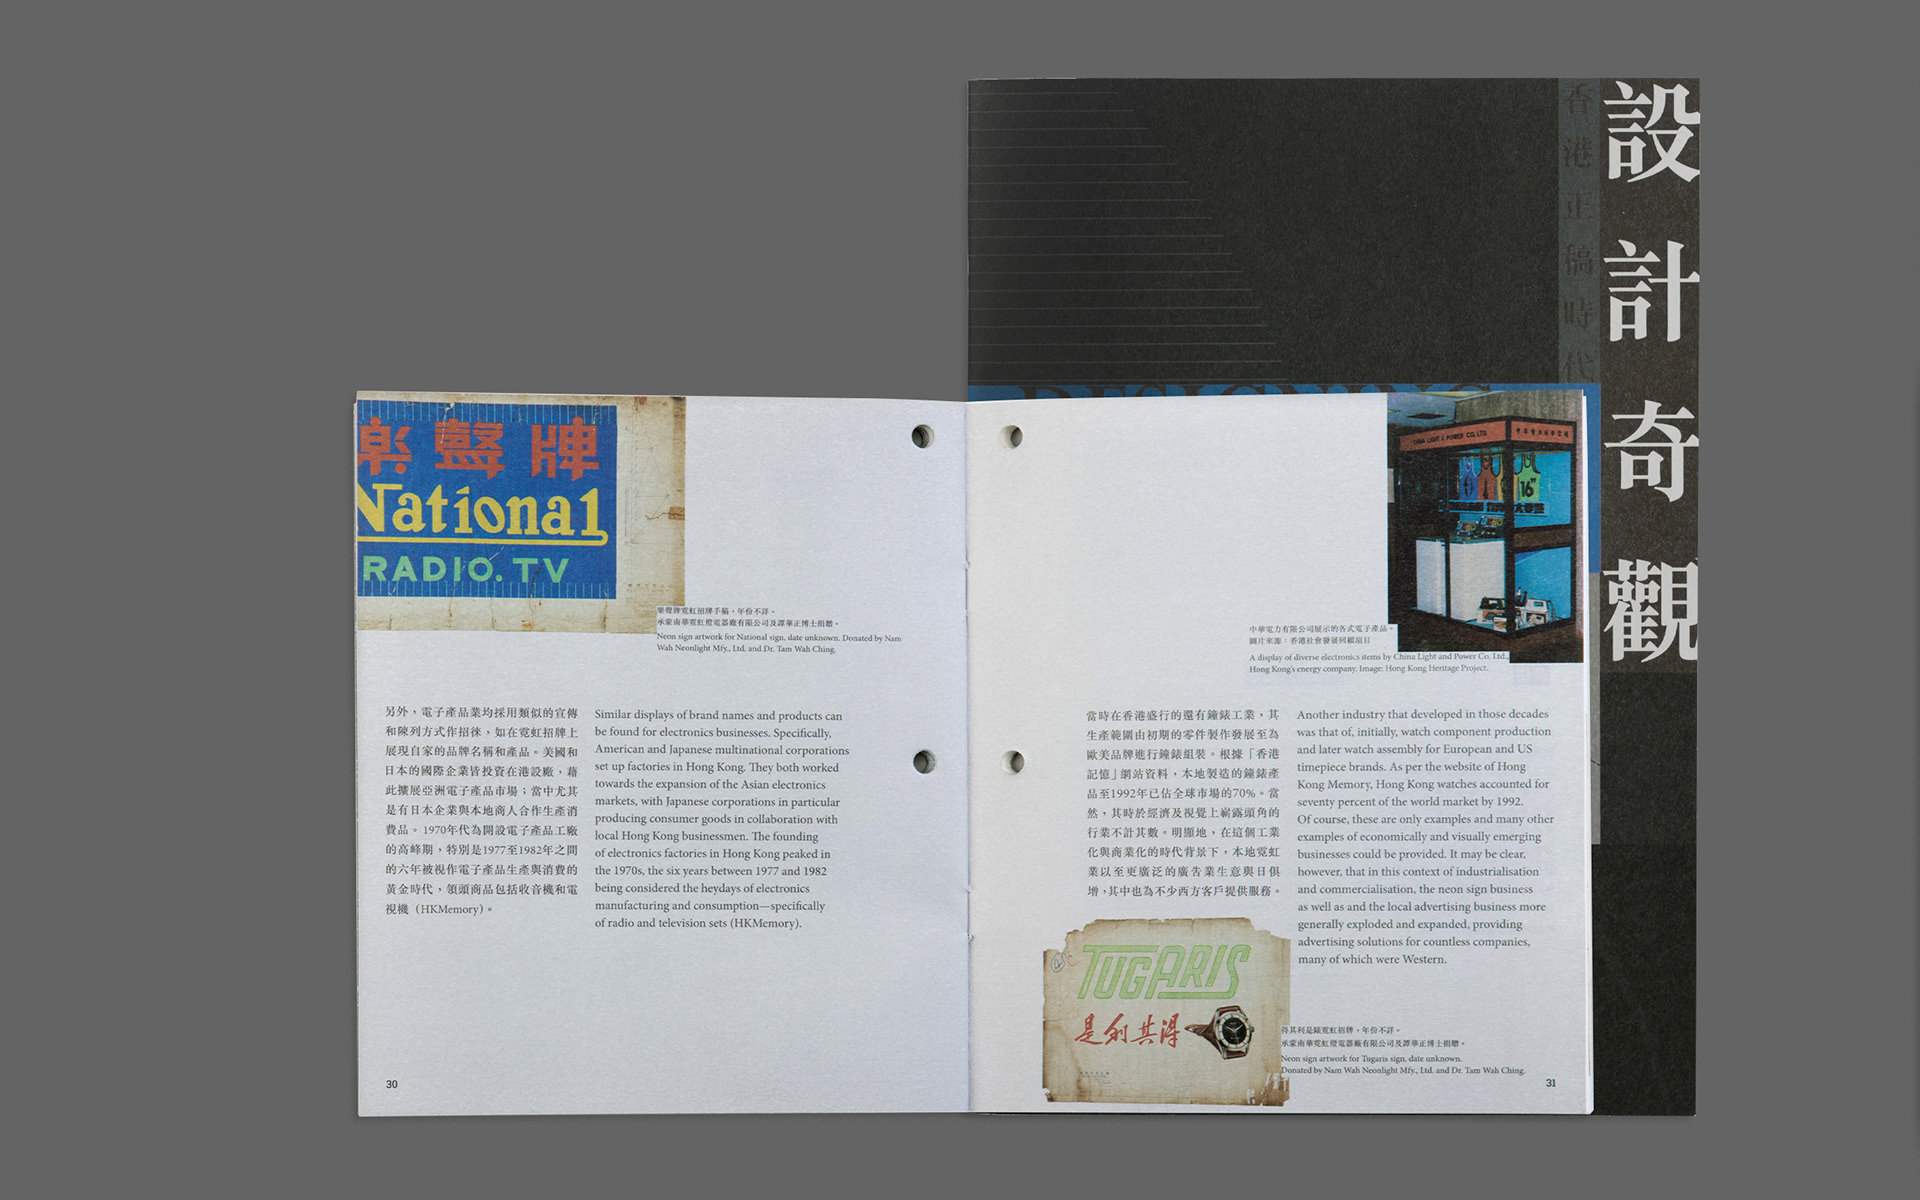 設計奇觀
香港正稿時代
樂聲牌
National
RADIO. TV
樂聲牌霓虹招牌手稿，年份不詳。
承蒙南華霓虹燈電器廠有限公司及譚華正博士捐贈。
Neon sign artwork for National sign, date unknown. Donated by Nam
Wah Neonlight Mfy., Ltd. and Dr. Tam Wah Ching.
另外，電子產品業均採用類似的宣傳
和陳列方式作招徠，如在霓虹招牌上
展現自家的品牌名稱和產品。美國和
日本的國際企業皆投資在港設廠，藉
此擴展亞洲電子產品市場；當中尤其
是有日本企業與本地商人合作生產消
費品。1970年代為開設電子產品工廠
的高峰期，特別是1977至1982年之間
的六年被視作電子產品生產與消費的
黃金時代，領頭商品包括收音機和電
視機（HKMemory）。
Similar displays of brand names and products can
be found for electronics businesses. Specifically,
American and Japanese multinational corporations
set up factories in Hong Kong. They both worked
towards the expansion of the Asian electronics
markets, with Japanese corporations in particular
producing consumer goods in collaboration with
local Hong Kong businessmen. The founding
of electronics factories in Hong Kong peaked in
the 1970s, the six years between 1977 and 1982
being considered the heydays of electronics
manufacturing and consumption—specifically
of radio and television sets (HKMemory).
30
CHINA LIGHT & POWER CO. LTD.
16"
中華電力有限公司展示的各式電子產品。
圖片來源：香港社會發展回顧項目
A display of diverse electronics items by China Light and Power Co. Ltd.,
Hong Kong's energy company. Image: Hong Kong Heritage Project.
當時在香港盛行的還有鐘錶工業，其
生產範圍由初期的零件製作發展至為
歐美品牌進行鐘錶組裝。根據「香港
記憶」網站資料，本地製造的鐘錶產
品至1992年已佔全球市場的70%。當
然，其時於經濟及視覺上嶄露頭角的
行業不計其數。明顯地，在這個工業
化與商業化的時代背景下，本地霓虹
業以至更廣泛的廣告業生意與日俱
增，其中也為不少西方客戶提供服務。
Another industry that developed in those decades
was that of, initially, watch component production
and later watch assembly for European and US
timepiece brands. As per the website of Hong
Kong Memory, Hong Kong watches accounted for
seventy percent of the world market by 1992.
Of course, these are only examples and many other
examples of economically and visually emerging
businesses could be provided. It may be clear,
however, that in this context of industrialisation
and commercialisation, the neon sign business
as well as and the local advertising business more
generally exploded and expanded, providing
advertising solutions for countless companies,
many of which were Western.
TUGARIS
是利其得
得其利是錶霓虹招牌，年份不詳。
承蒙南華霓虹燈電器廠有限公司及譚華正博士捐贈。
Neon sign artwork for Tugaris sign, date unknown.
Donated by Nam Wah Neonlight Mfy., Ltd. and Dr. Tam Wah Ching.
31